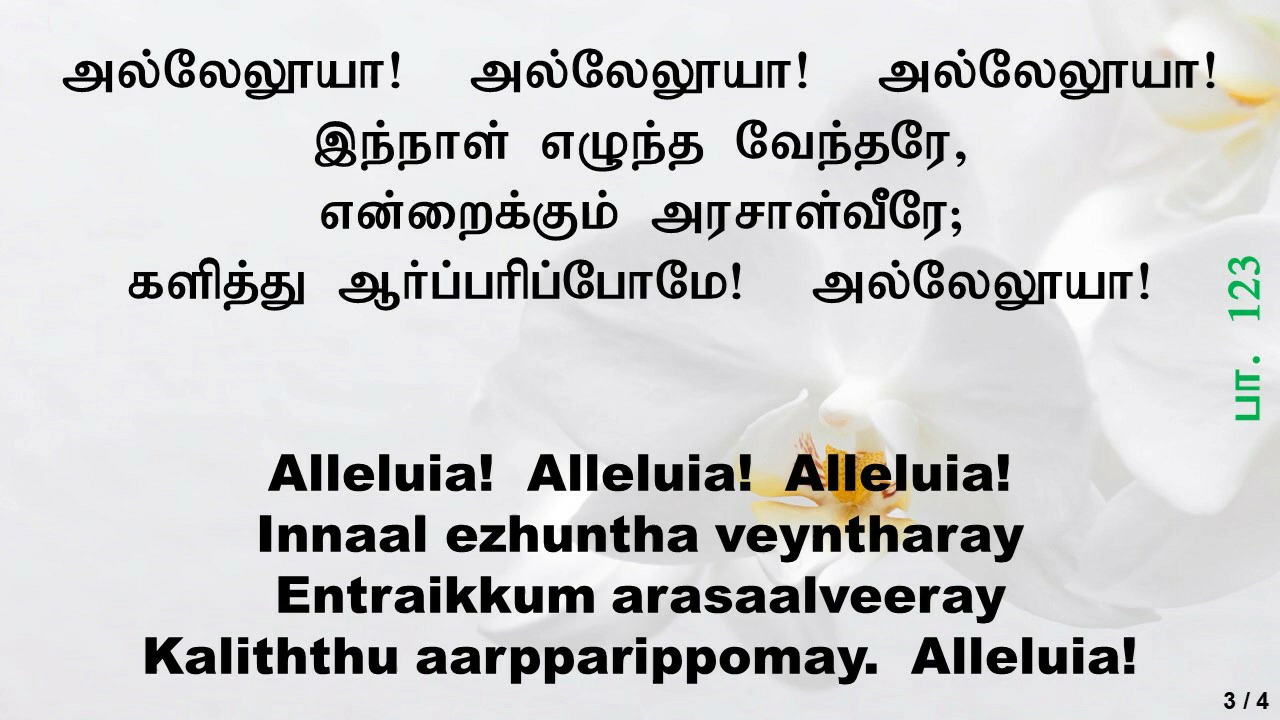 அல்லேலூயா! அல்லேலூயா! அல்லேலூயா!
இந்நாள் எழுந்த வேந்தரே,
என்றைக்கும் அரசாள்வீரே;
களித்து ஆர்ப்பரிப்போமே! அல்லேலூயா!
பா. 123
Alleluia! Alleluia! Alleluia!
Innaal ezhuntha veyntharay
Entraikkum arasaalveeray
Kaliththu aarpparippomay. Alleluia!
3 / 4